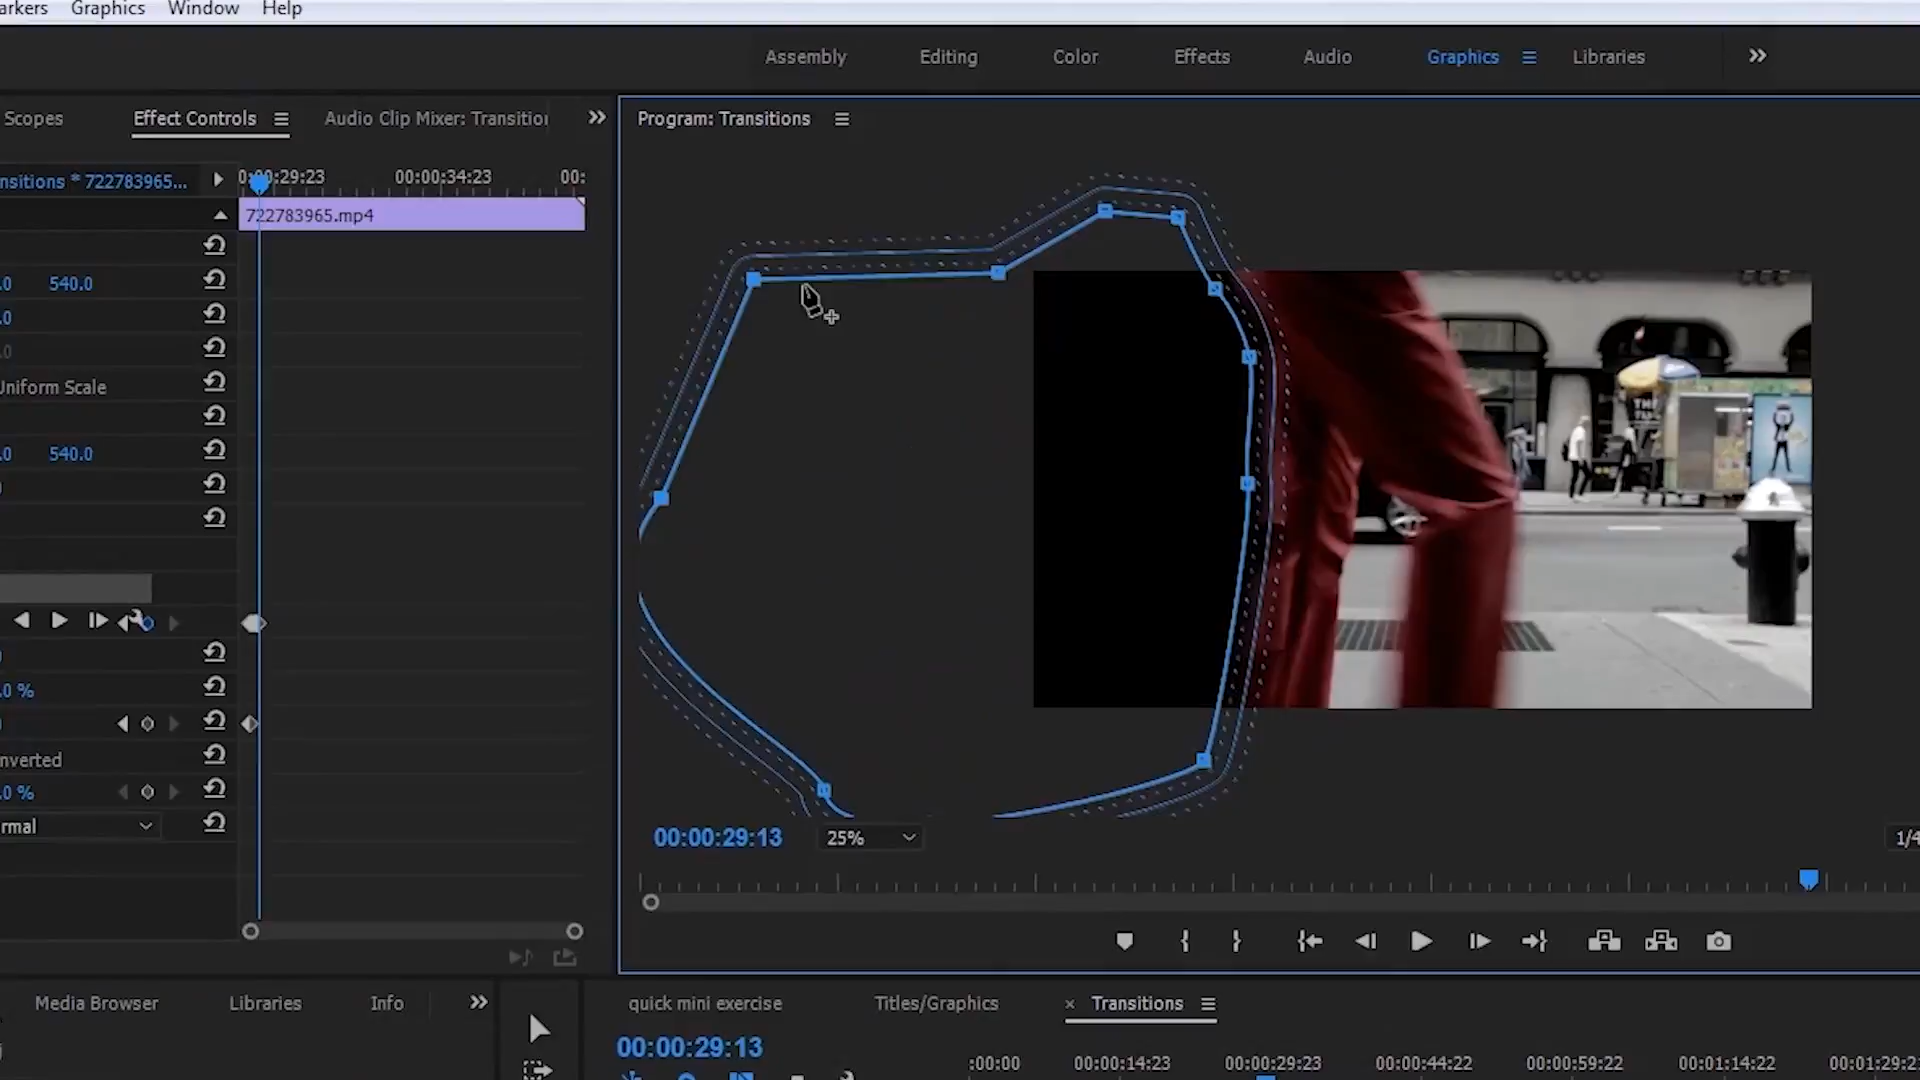 arkers Graphics Window Help
Assembly Editing Color Effects Audio Graphics Libraries
Scopes Effect Controls Audio Clip Mixer: Transition
Program: Transitions
nsitions * 722783965...
0:00:29:23 00:00:34:23 00:
722783965.mp4
.0 540.0
.0
.0
Uniform Scale
.0 540.0
.0 %
nverted
.0 %
rmal
00:00:29:13 25% 1/4
Media Browser Libraries Info
quick mini exercise Titles/Graphics × Transitions
00:00:29:13
:00:00 00:00:14:23 00:00:29:23 00:00:44:22 00:00:59:22 00:01:14:22 00:01:29:2